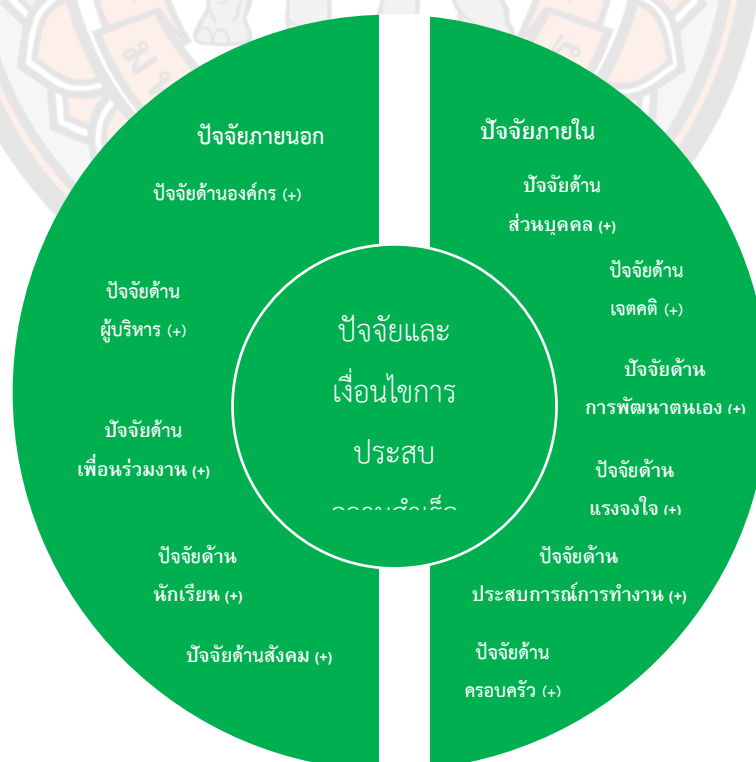 ปัจจัยภายนอก
ปัจจัยด้านองค์กร (+)
ปัจจัยด้าน
ผู้บริหาร (+)
ปัจจัยด้าน
เพื่อนร่วมงาน (+)
ปัจจัยด้าน
นักเรียน (+)
ปัจจัยด้านสังคม (+)
ปัจจัยและ
เงื่อนไขการ
ประสบ
ปัจจัยภายใน
ปัจจัยด้าน
ส่วนบุคคล (+)
ปัจจัยด้าน
เจตคติ (+)
ปัจจัยด้าน
การพัฒนาตนเอง (+)
ปัจจัยด้าน
แรงจูงใจ (+)
ปัจจัยด้าน
ประสบการณ์การทำงาน (+)
ปัจจัยด้าน
ครอบครัว (+)